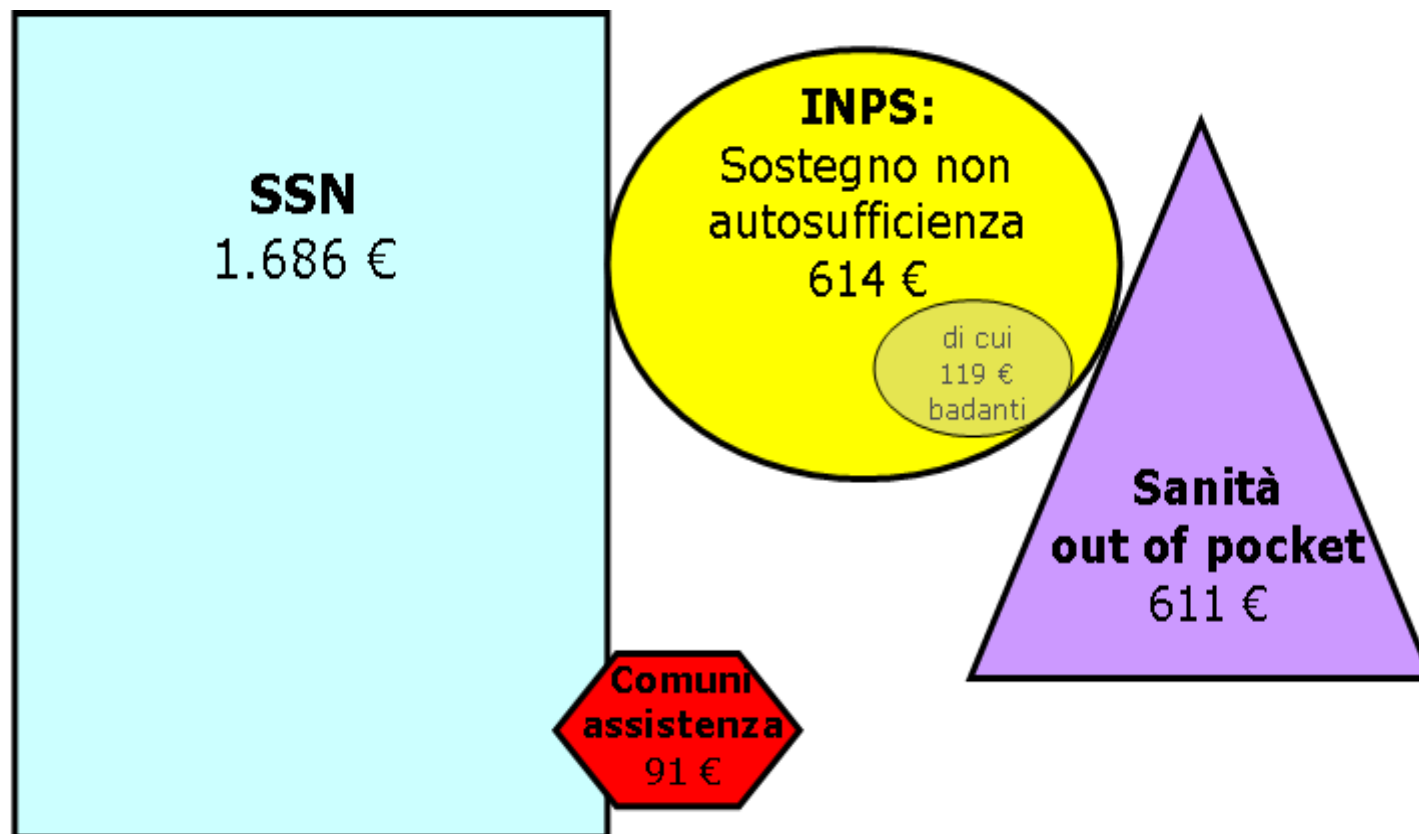 SSN
1.686 €
INPS:
Sostegno non
autosufficienza
614 €
di cui
119 €
badanti
Sanità
out of pocket
611 €
Comuni
assistenza
91 €